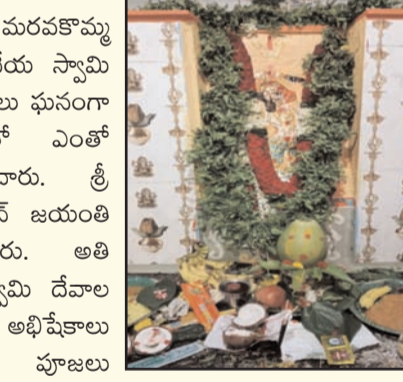 మరవకొమ్మ
యే స్వామి
లు ఘనంగా
ఎంతో
వారు. శ్రీ
న్ జయంతి
రు. అతి
వామి దేవాల
అభిషేకాలు
పూజలు